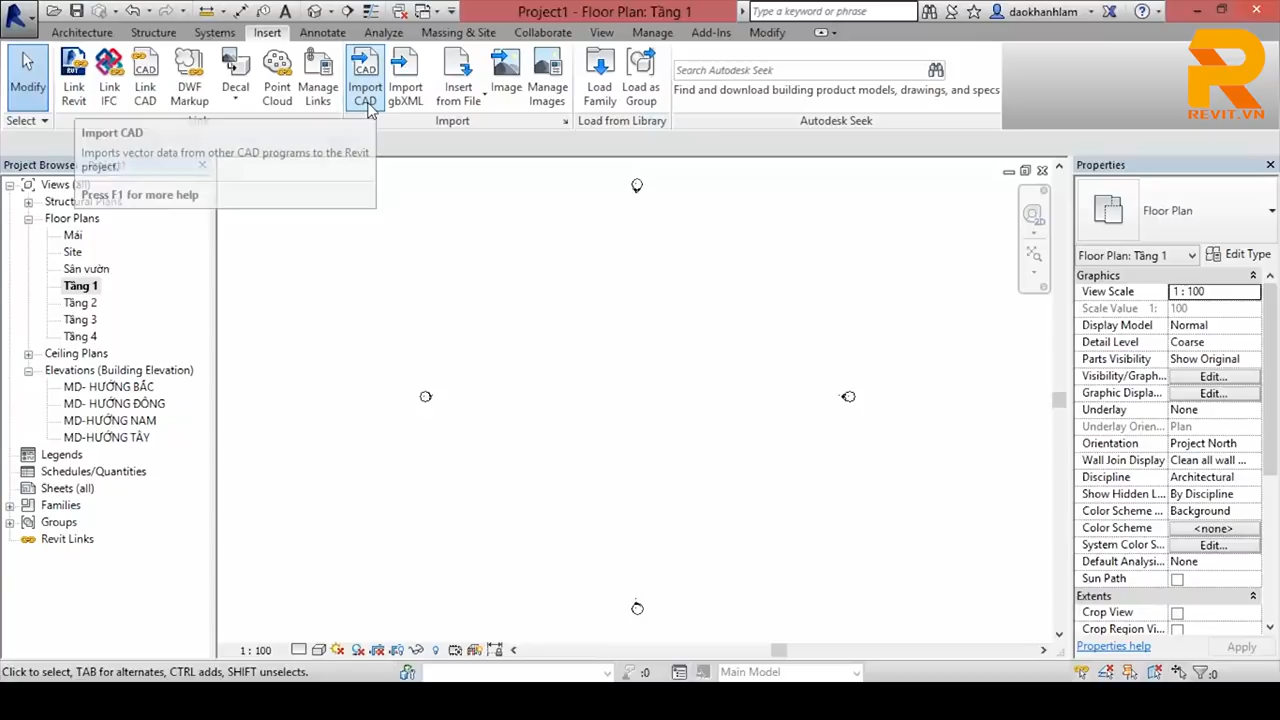 Project1 - Floor Plan: Tầng 1
Type a keyword or phrase
daokhanhlam
Architecture Structure Systems Insert Annotate Analyze Massing & Site Collaborate View Manage Add-Ins Modify
Modify
Link Revit
Link IFC
Link CAD
DWF Markup
Decal
Point Cloud
Manage Links
Import CAD
Import gbXML
Insert from File
Image
Manage Images
Load Family
Load as Group
Search Autodesk Seek
Find and download building product models, drawings, and specs
Select
Import
Load from Library
Autodesk Seek
REVIT.VN
Import CAD
Imports vector data from other CAD programs to the Revit
project.
Press F1 for more help
Project Browse
Views (all)
Structural Plans
Floor Plans
Mái
Site
Sân vườn
Tầng 1
Tầng 2
Tầng 3
Tầng 4
Ceiling Plans
Elevations (Building Elevation)
MD- HƯỚNG BẮC
MD- HƯỚNG ĐÔNG
MD- HƯỚNG NAM
MD-HƯỚNG TÂY
Legends
Schedules/Quantities
Sheets (all)
Families
Groups
Revit Links
2D
Properties
Floor Plan
Floor Plan: Tầng 1
Edit Type
Graphics
View Scale 1 : 100
Scale Value 1: 100
Display Model Normal
Detail Level Coarse
Parts Visibility Show Original
Visibility/Graph... Edit...
Graphic Displa... Edit...
Underlay None
Underlay Orien... Plan
Orientation Project North
Wall Join Display Clean all wall ...
Discipline Architectural
Show Hidden L... By Discipline
Color Scheme ... Background
Color Scheme <none>
System Color S... Edit...
Default Analysi... None
Sun Path
Extents
Crop View
Crop Region Vi...
Properties help
Apply
1 : 100
Click to select, TAB for alternates, CTRL adds, SHIFT unselects.
:0
Main Model
:0